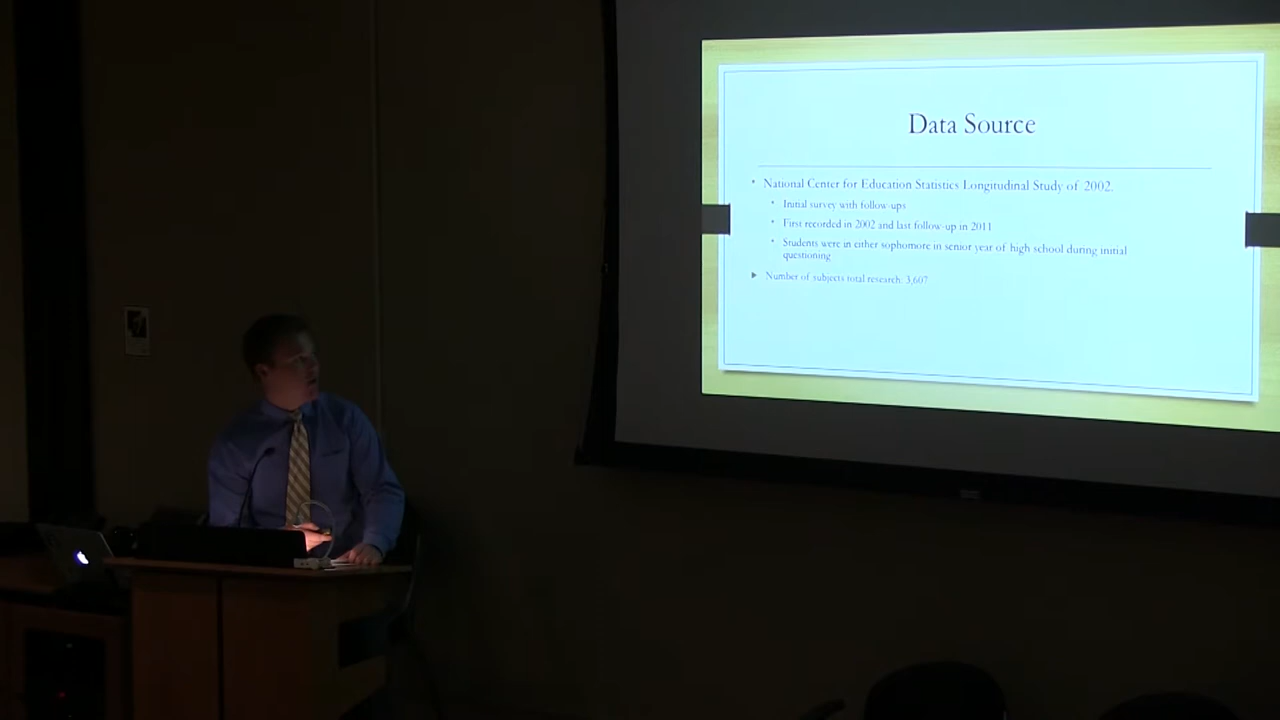 Data Source
National Center for Education Statistics Longitudinal Study of 2002.
Initial survey with follow-ups
First recorded in 2002 and last follow-up in 2011
Students were in either sophomore in senior year of high school during initial
questioning
Number of subjects total research: 3,607